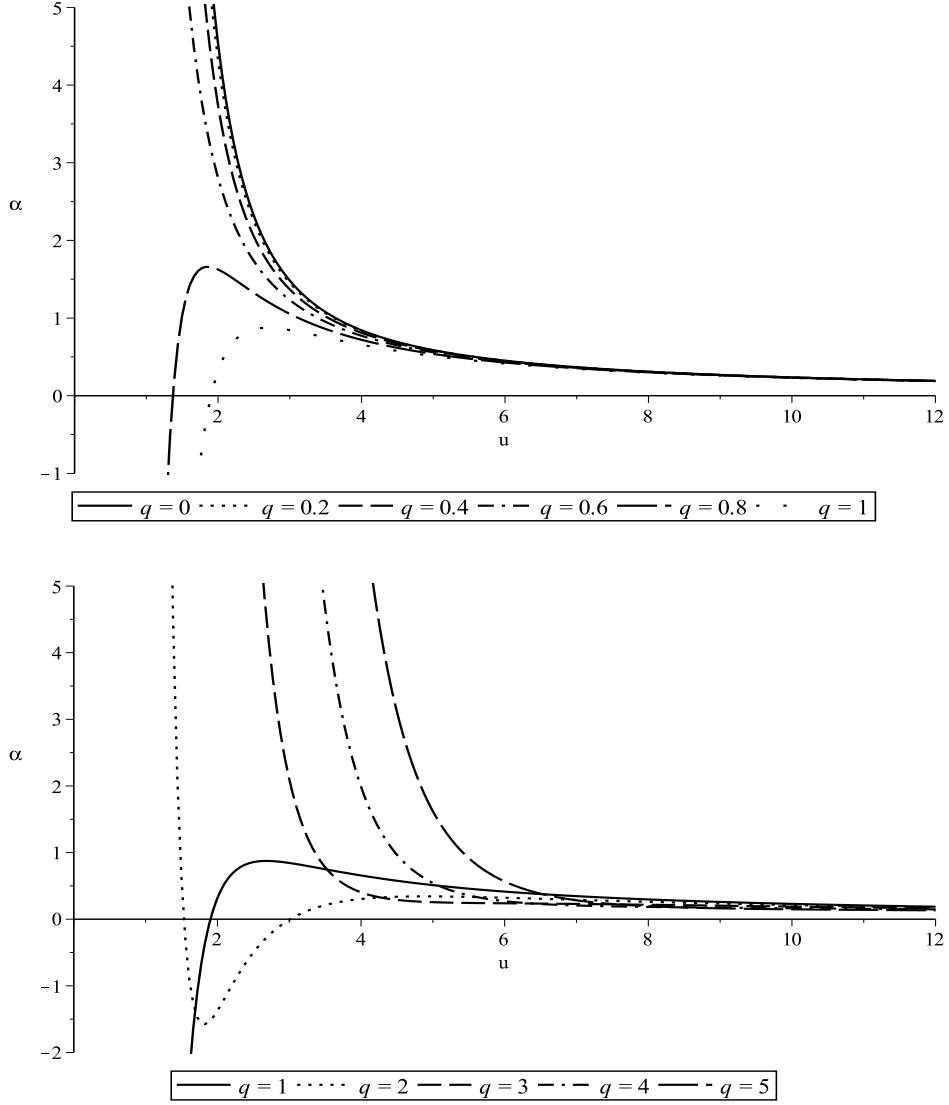 5
4
3
α
2
1
0
2 4 6 8 10 12
u
−1
q = 0 q = 0.2 q = 0.4 q = 0.6 q = 0.8 q = 1
5
4
3
α
2
1
0
2 4 6 8 10 12
u
−1
−2
q = 1 q = 2 q = 3 q = 4 q = 5